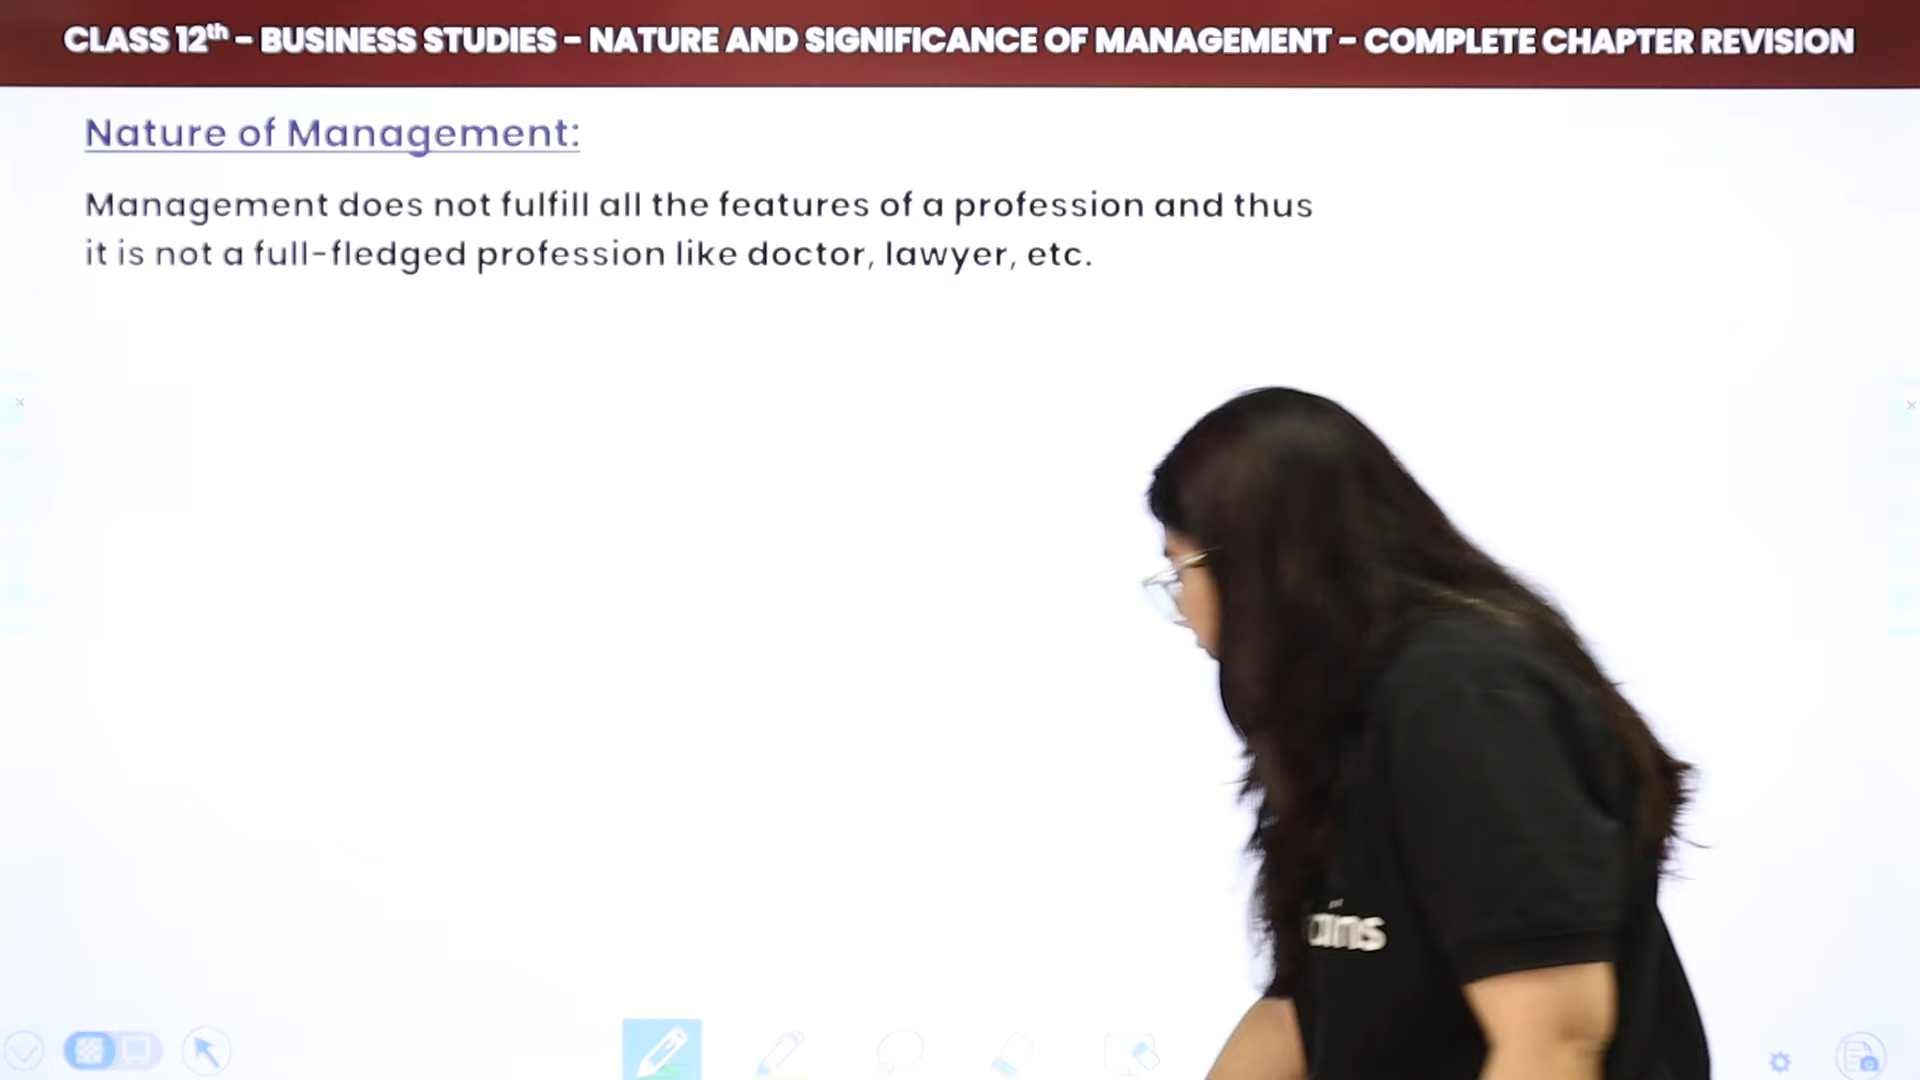 CLASS 12th – BUSINESS STUDIES – NATURE AND SIGNIFICANCE OF MANAGEMENT – COMPLETE CHAPTER REVISION
Nature of Management:
Management does not fulfill all the features of a profession and thus
it is not a full-fledged profession like doctor, lawyer, etc.
ains